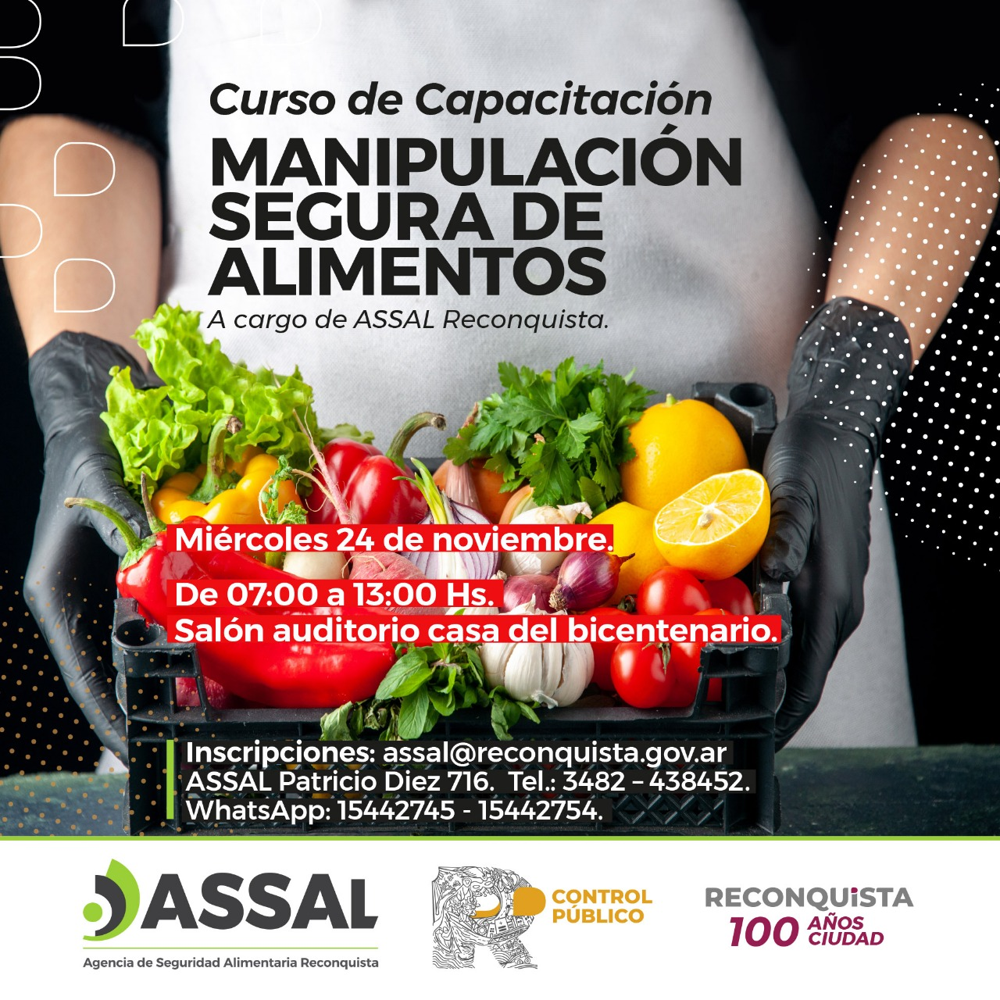 Curso de Capacitación
MANIPULACIÓN
SEGURA DE
ALIMENTOS
A cargo de ASSAL Reconquista.
Miércoles 24 de noviembre.
De 07:00 a 13:00 Hs.
Salón auditorio casa del bicentenario.
Inscripciones: assal@reconquista.gov.ar
ASSAL Patricio Diez 716. Tel.: 3482 – 438452.
WhatsApp: 15442745 - 15442754.
ASSAL
Agencia de Seguridad Alimentaria Reconquista
CONTROL
PÚBLICO
RECONQUiSTA
100 AÑOS
CIUDAD